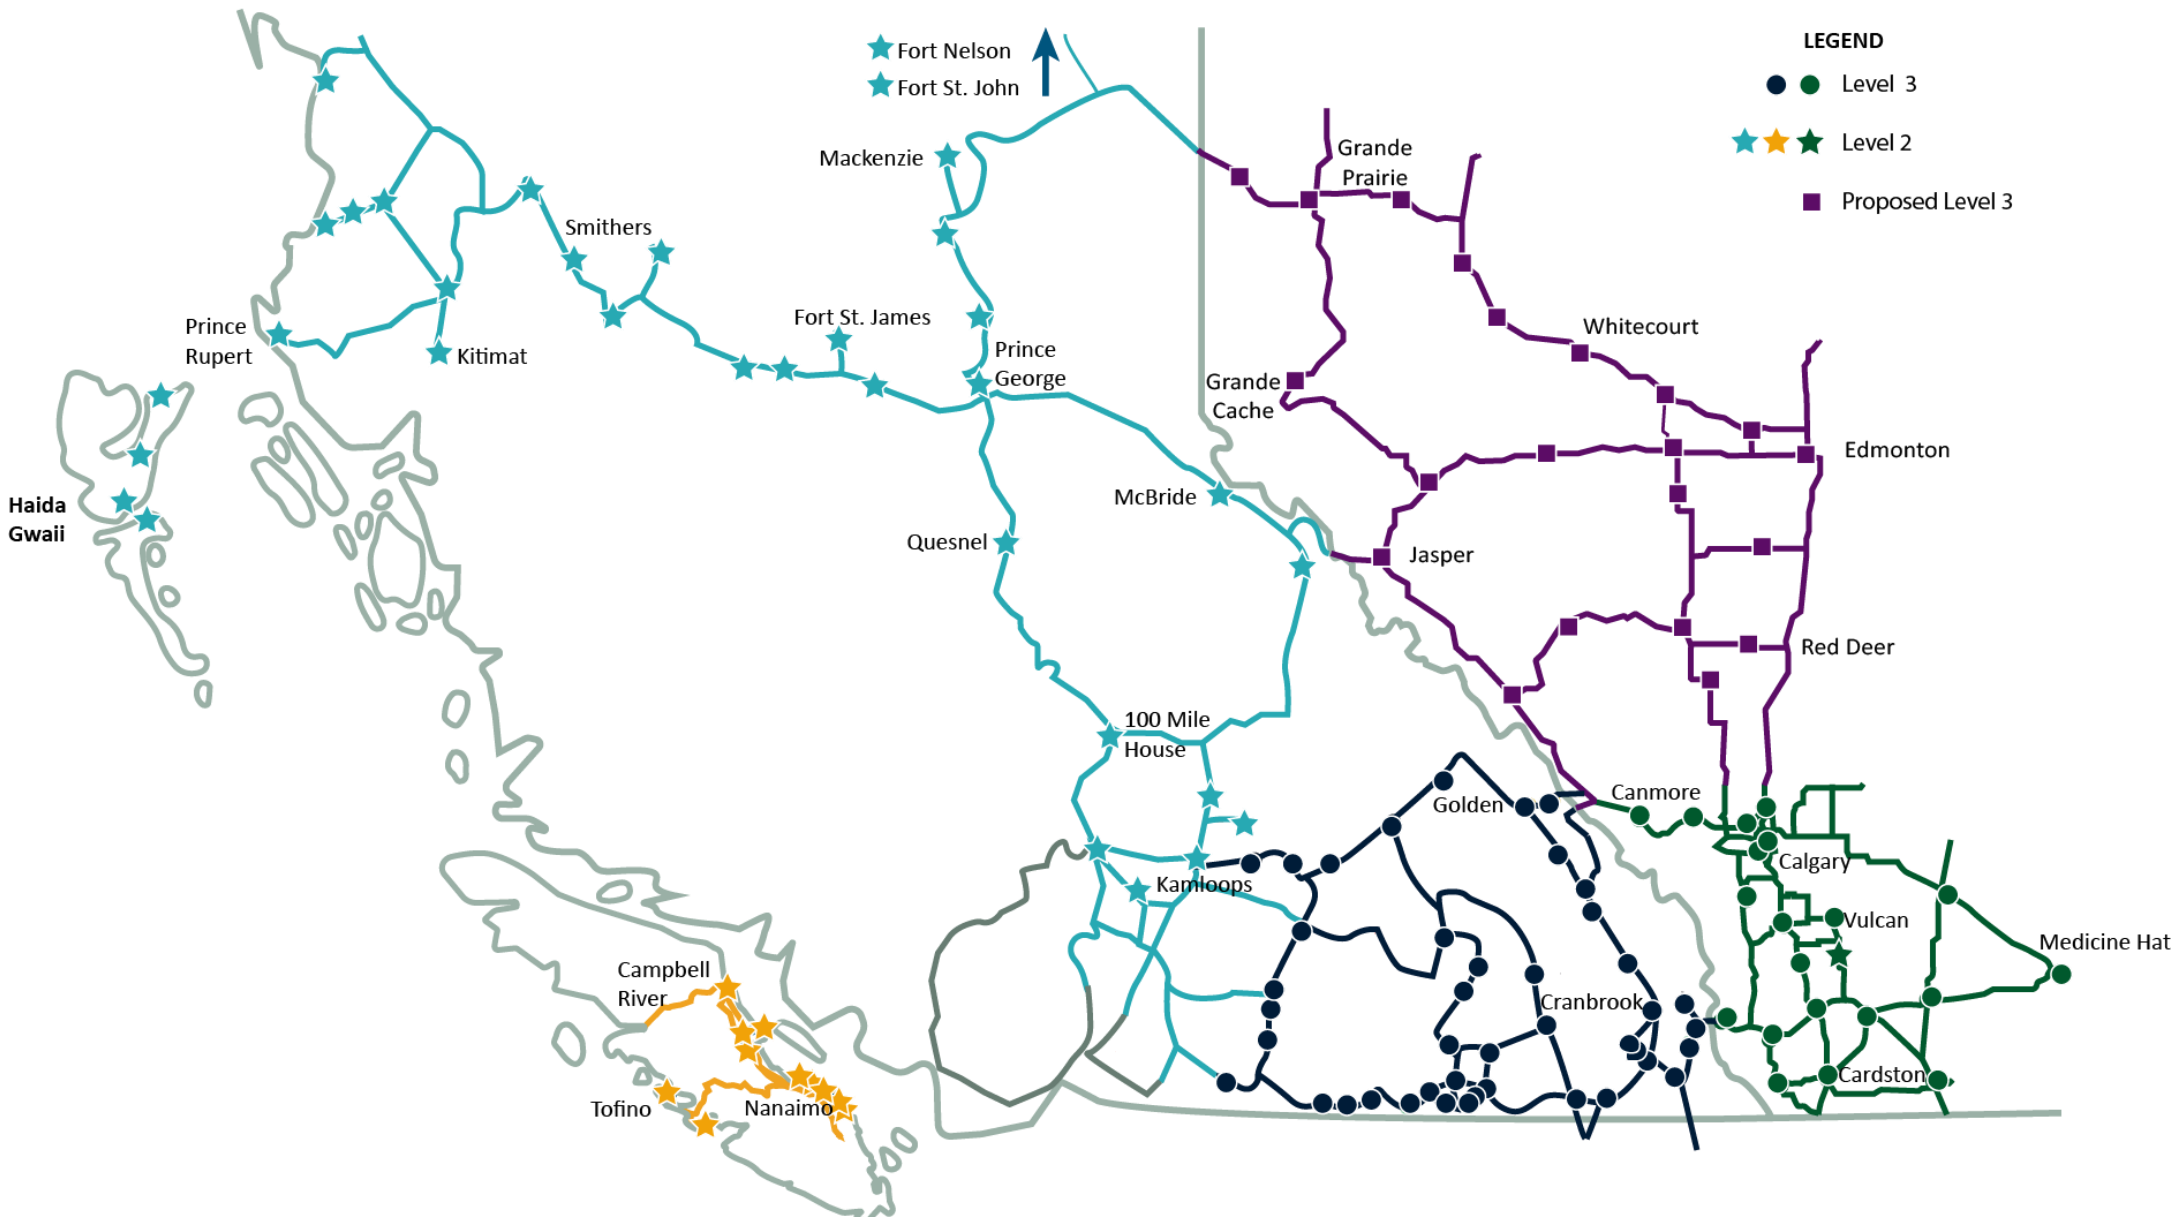 LEGEND
Level 3
Level 2
Proposed Level 3
Fort Nelson
Fort St. John
Mackenzie
Grande
Prairie
Smithers
Fort St. James
Prince
Rupert
Kitimat
Prince
George
Whitecourt
Grande
Cache
Edmonton
Haida
Gwaii
McBride
Quesnel
Jasper
Red Deer
100 Mile
House
Golden
Canmore
Calgary
Kamloops
Vulcan
Medicine Hat
Campbell
River
Cranbrook
Cardston
Tofino
Nanaimo